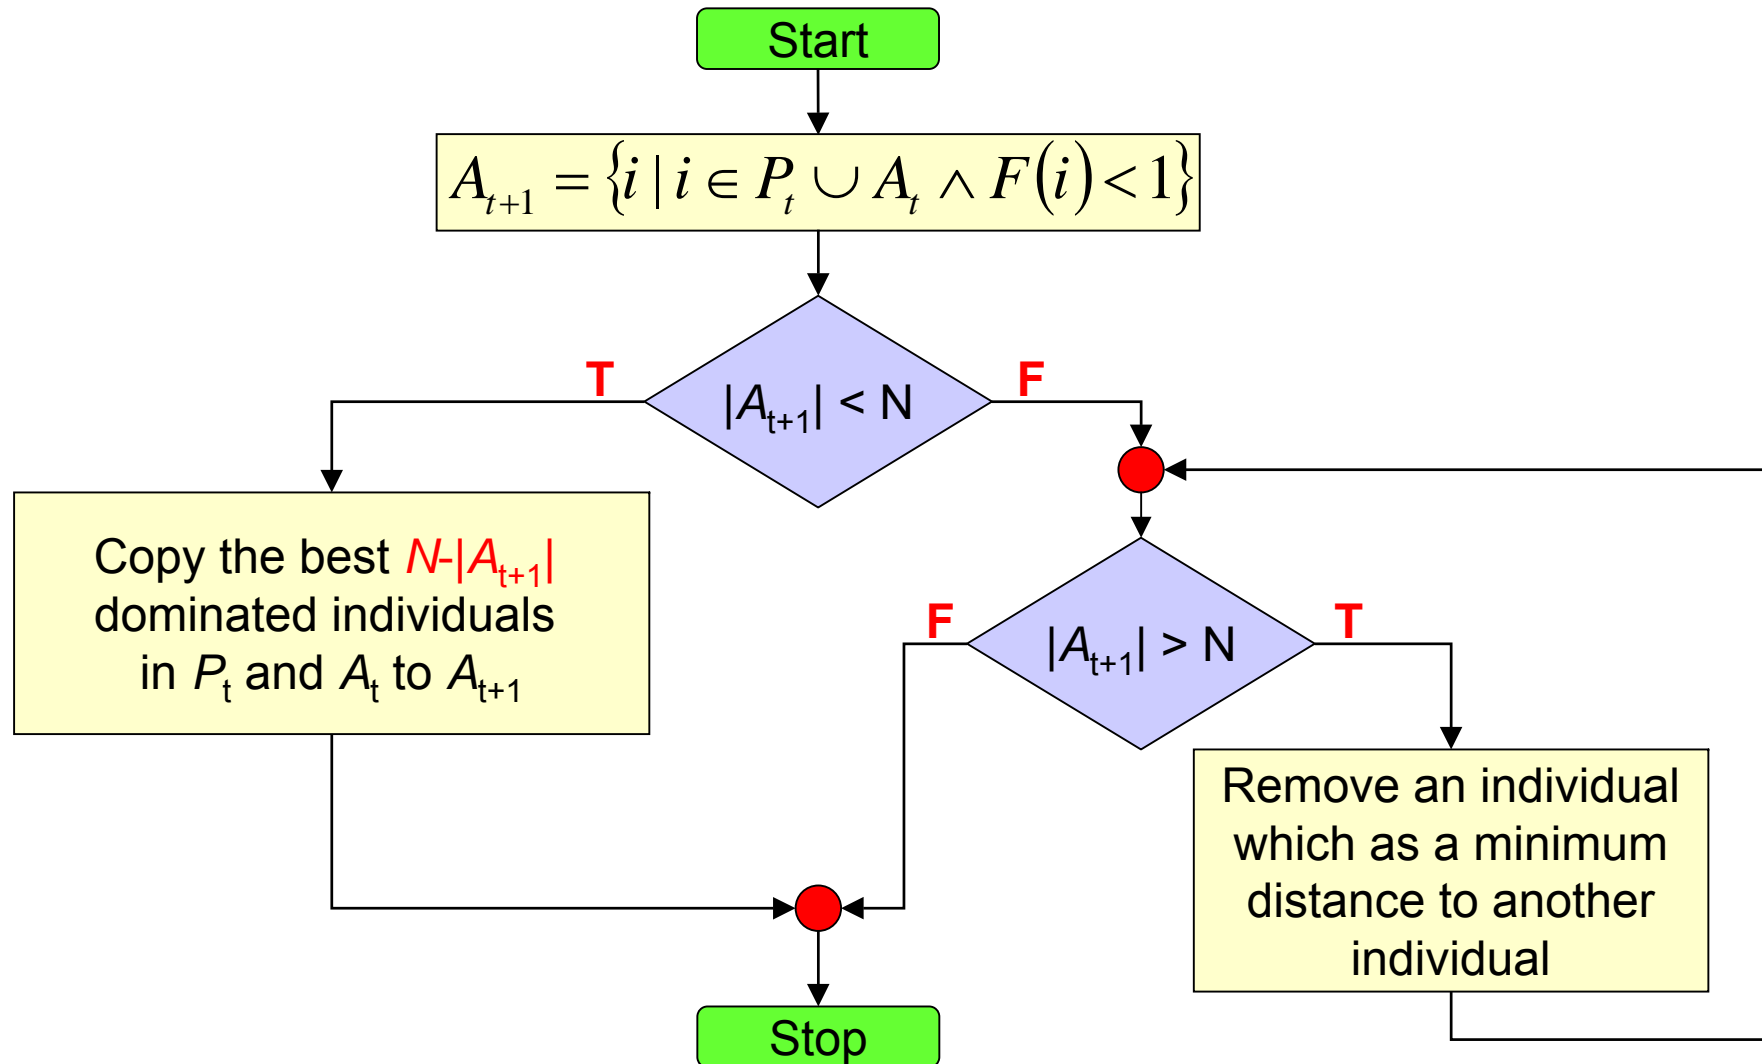 Start
A_{t+1} = {i | i ∈ P_t ∪ A_t ∧ F(i) < 1}
T
F
|A_{t+1}| < N
Copy the best N-|A_{t+1}|
dominated individuals
in P_t and A_t to A_{t+1}
F
T
|A_{t+1}| > N
Remove an individual
which as a minimum
distance to another
individual
Stop